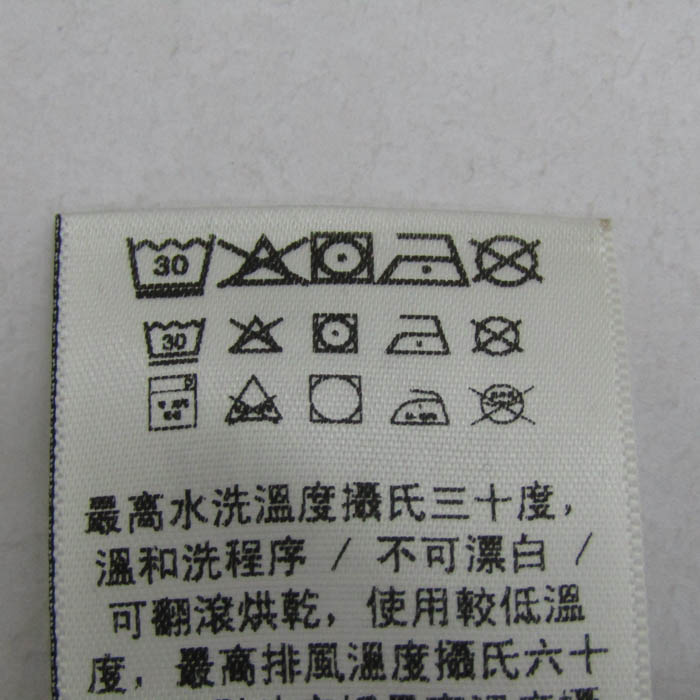 30
30
最高水洗溫度攝氏三十度，
溫和洗程序 / 不可漂白 /
可翻滾烘乾，使用較低溫
度，最高排風溫度攝氏六十